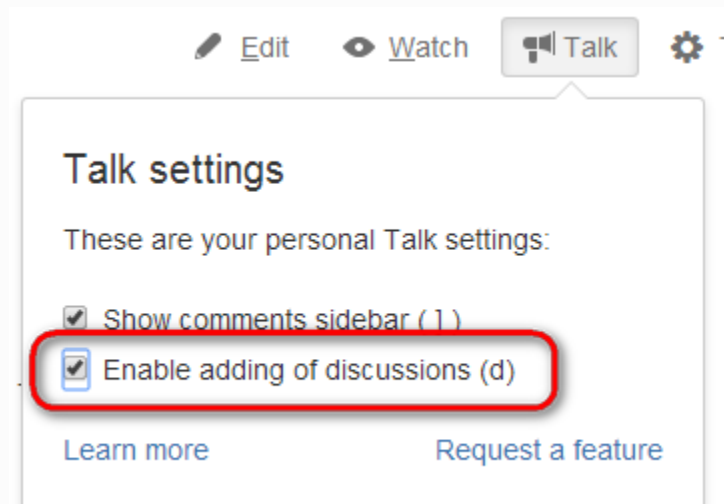 Edit Watch Talk
Talk settings
These are your personal Talk settings:
Show comments sidebar ( ] )
Enable adding of discussions (d)
Learn more Request a feature